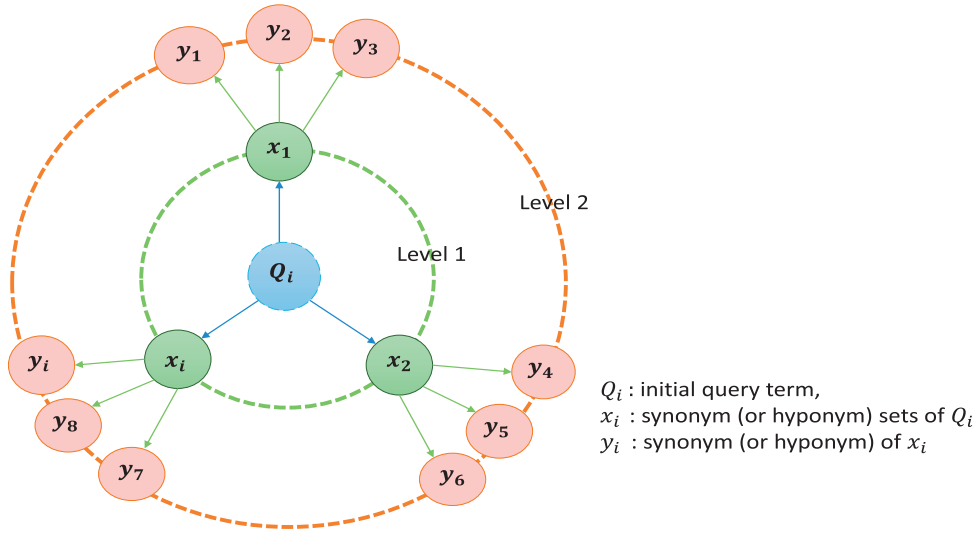 y₁
y₂
y₃
x₁
Level 2
Level 1
Qᵢ
xᵢ
x₂
yᵢ
y₄
y₈
y₅
y₇
y₆
Qᵢ : initial query term,
xᵢ : synonym (or hyponym) sets of Qᵢ
yᵢ : synonym (or hyponym) of xᵢ